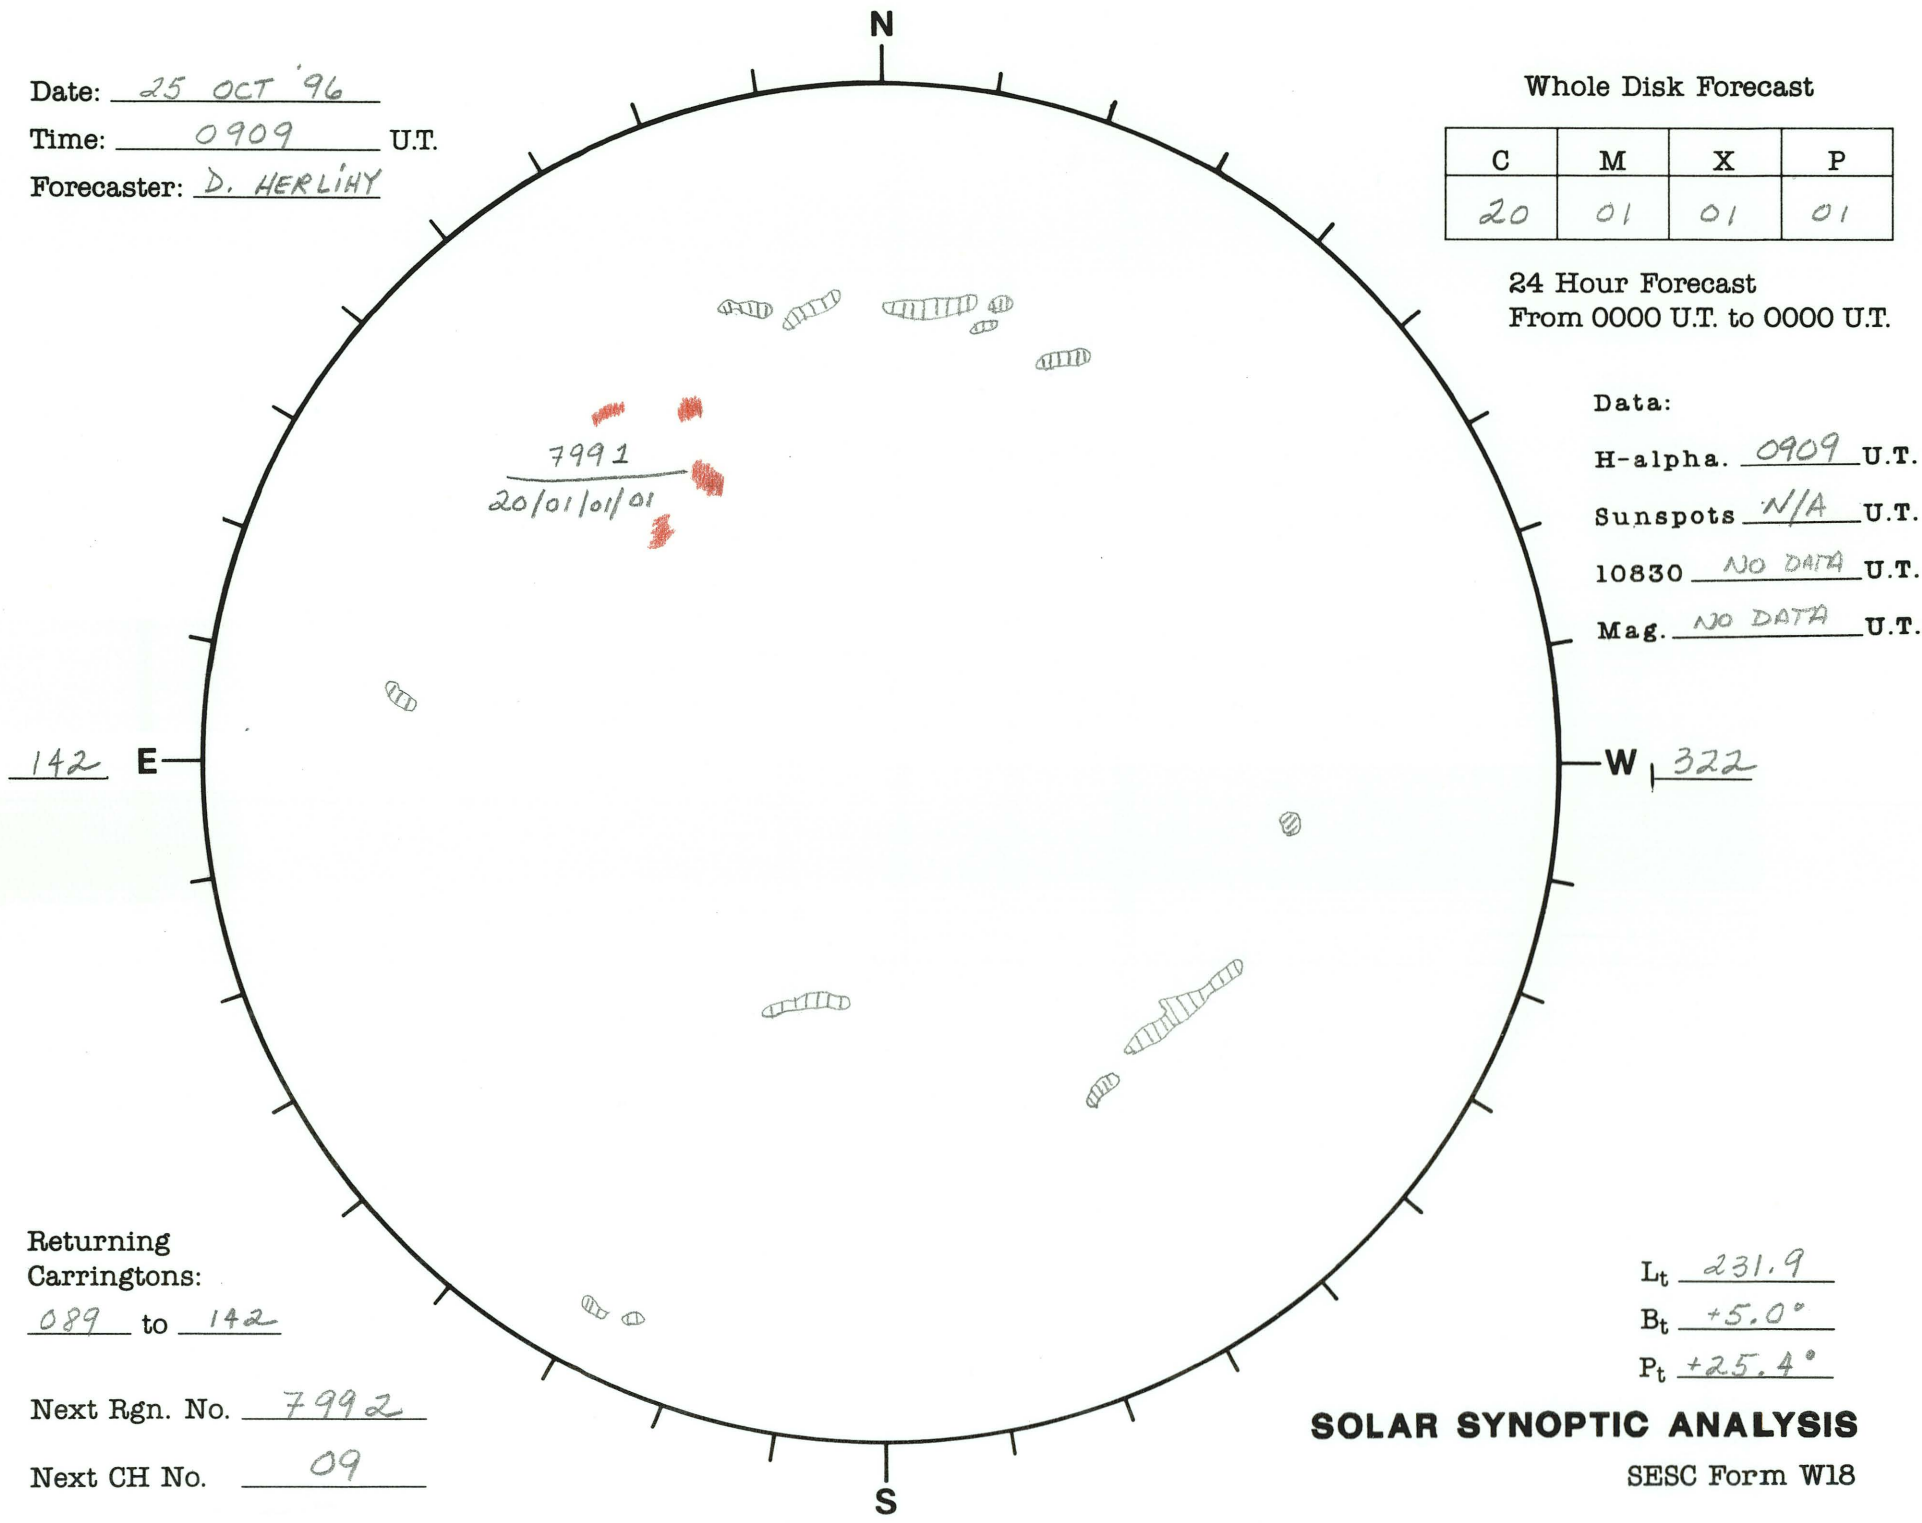 N
Date: 25 OCT '96
Time: 0909 U.T.
Forecaster: D. HERLIHY
Whole Disk Forecast
C M X P
20 01 01 01
24 Hour Forecast
From 0000 U.T. to 0000 U.T.
Data:
H-alpha. 0909 U.T.
Sunspots N/A U.T.
10830 NO DATA U.T.
Mag. NO DATA U.T.
7991
20/01/01/01
142 E
W 322
Returning
Carringtons:
089 to 142
Next Rgn. No. 7992
Next CH No. 09
Lt 231.9
Bt +5.0°
Pt +25.4°
SOLAR SYNOPTIC ANALYSIS
SESC Form W18
S